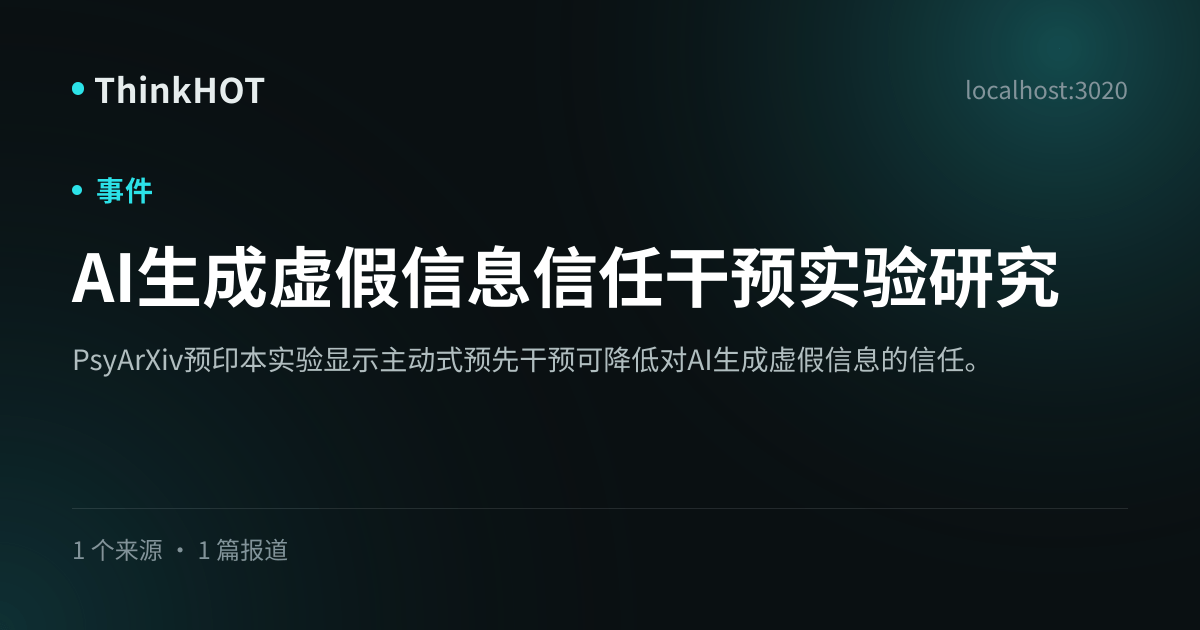 ThinkHOT
localhost:3020
事件
AI生成虚假信息信任干预实验研究
PsyArXiv预印本实验显示主动式预先干预可降低对AI生成虚假信息的信任。
1 个来源 · 1 篇报道